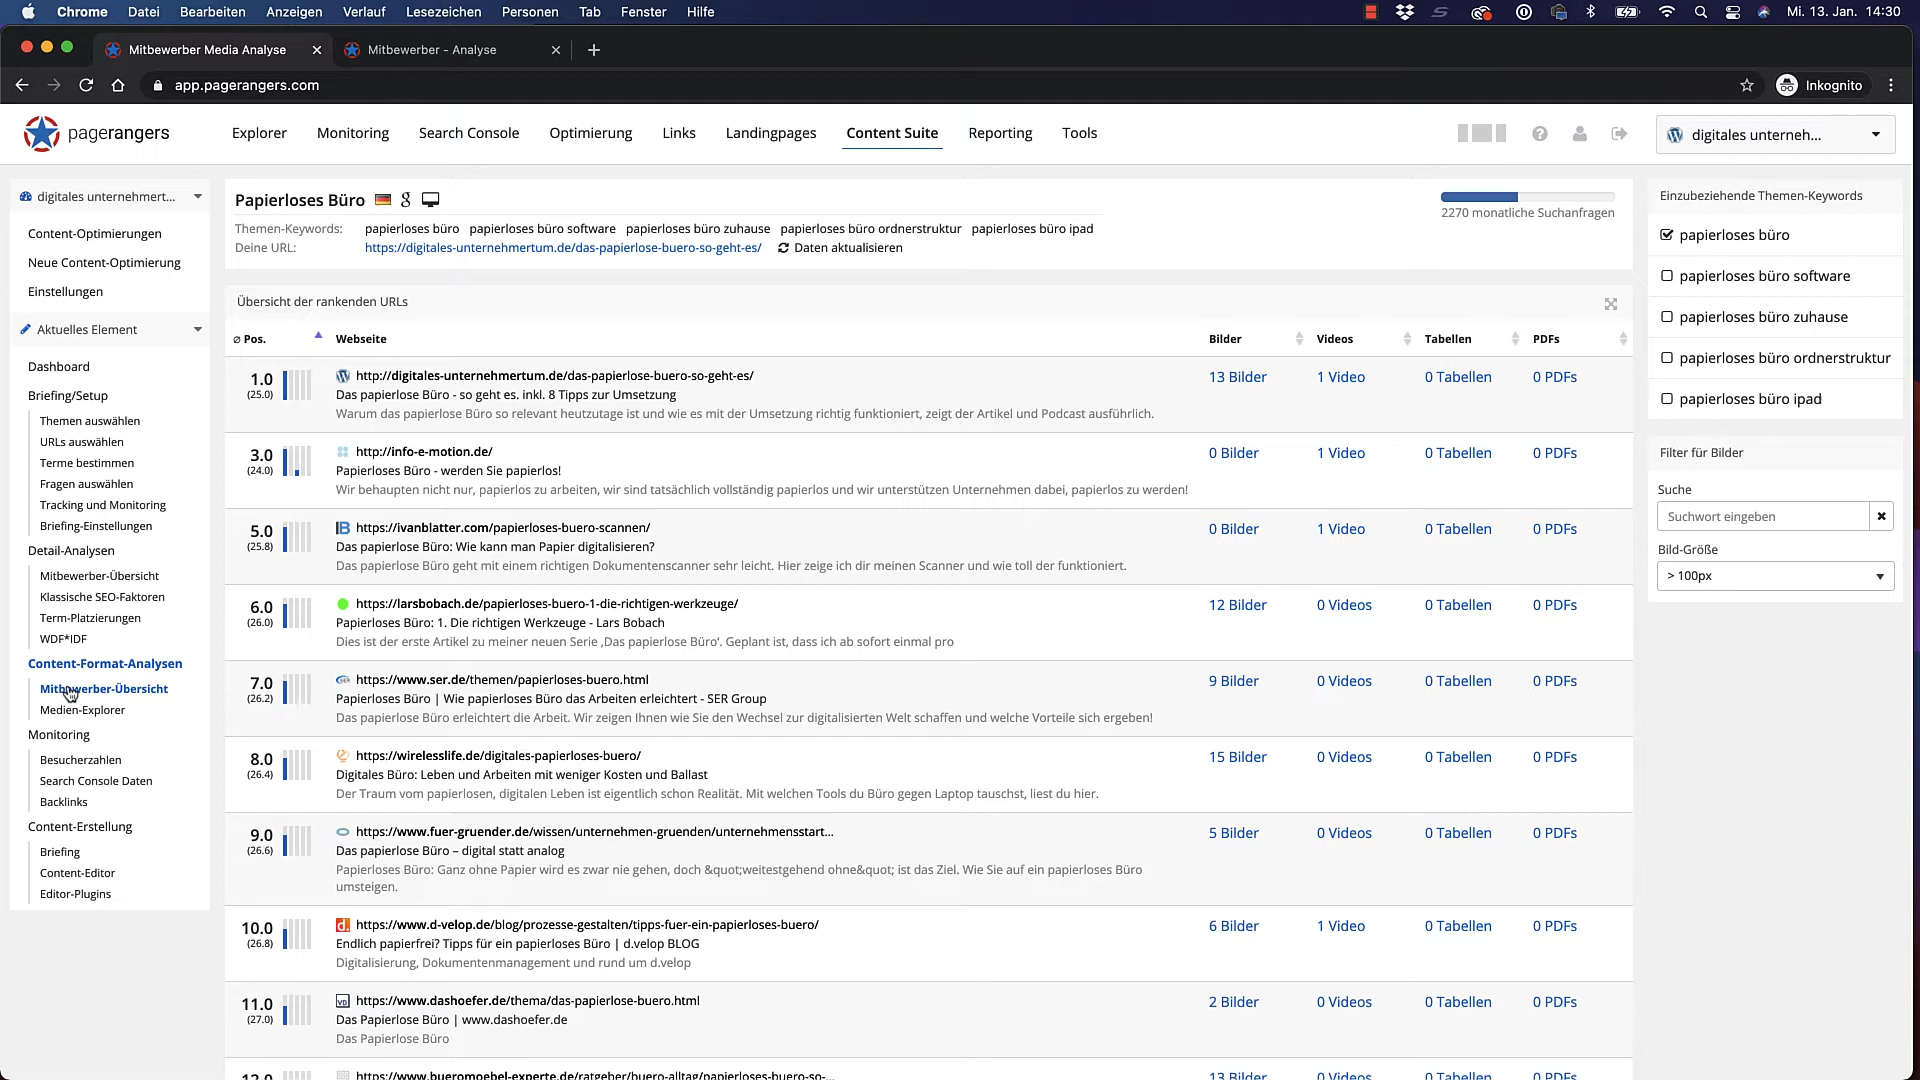 Chrome Datei Bearbeiten Anzeigen Verlauf Lesezeichen Personen Tab Fenster Hilfe Mi. 13. Jan. 14:30
Mitbewerber Media Analyse Mitbewerber - Analyse
app.pagerangers.com Inkognito
pagerangers Explorer Monitoring Search Console Optimierung Links Landingpages Content Suite Reporting Tools digitales unterneh...
digitales unternehmert...
Content-Optimierungen
Neue Content-Optimierung
Einstellungen
Aktuelles Element
Dashboard
Briefing/Setup
Themen auswählen
URLs auswählen
Terme bestimmen
Fragen auswählen
Tracking und Monitoring
Briefing-Einstellungen
Detail-Analysen
Mitbewerber-Übersicht
Klassische SEO-Faktoren
Term-Platzierungen
WDF*IDF
Content-Format-Analysen
Mitbewerber-Übersicht
Medien-Explorer
Monitoring
Besucherzahlen
Search Console Daten
Backlinks
Content-Erstellung
Briefing
Content-Editor
Editor-Plugins
Papierloses Büro
2270 monatliche Suchanfragen
Themen-Keywords: papierloses büro papierloses büro software papierloses büro zuhause papierloses büro ordnerstruktur papierloses büro ipad
Deine URL: https://digitales-unternehmertum.de/das-papierlose-buero-so-geht-es/ Daten aktualisieren
Übersicht der rankenden URLs
⌀ Pos. Webseite Bilder Videos Tabellen PDFs
1.0 http://digitales-unternehmertum.de/das-papierlose-buero-so-geht-es/ 13 Bilder 1 Video 0 Tabellen 0 PDFs
(25.0) Das papierlose Büro - so geht es. inkl. 8 Tipps zur Umsetzung
Warum das papierlose Büro so relevant heutzutage ist und wie es mit der Umsetzung richtig funktioniert, zeigt der Artikel und Podcast ausführlich.
3.0 http://info-e-motion.de/ 0 Bilder 1 Video 0 Tabellen 0 PDFs
(24.0) Papierloses Büro - werden Sie papierlos!
Wir behaupten nicht nur, papierlos zu arbeiten, wir sind tatsächlich vollständig papierlos und wir unterstützen Unternehmen dabei, papierlos zu werden!
5.0 https://ivanblatter.com/papierloses-buero-scannen/ 0 Bilder 1 Video 0 Tabellen 0 PDFs
(25.8) Das papierlose Büro: Wie kann man Papier digitalisieren?
Das papierlose Büro geht mit einem richtigen Dokumentenscanner sehr leicht. Hier zeige ich dir meinen Scanner und wie toll der funktioniert.
6.0 https://larsbobach.de/papierloses-buero-1-die-richtigen-werkzeuge/ 12 Bilder 0 Videos 0 Tabellen 0 PDFs
(26.0) Papierloses Büro: 1. Die richtigen Werkzeuge - Lars Bobach
Dies ist der erste Artikel zu meiner neuen Serie ‚Das papierlose Büro‘. Geplant ist, dass ich ab sofort einmal pro
7.0 https://www.ser.de/themen/papierloses-buero.html 9 Bilder 0 Videos 0 Tabellen 0 PDFs
(26.2) Papierloses Büro | Wie papierloses Büro das Arbeiten erleichtert - SER Group
Das papierlose Büro erleichtert die Arbeit. Wir zeigen Ihnen wie Sie den Wechsel zur digitalisierten Welt schaffen und welche Vorteile sich ergeben!
8.0 https://wirelesslife.de/digitales-papierloses-buero/ 15 Bilder 0 Videos 0 Tabellen 0 PDFs
(26.4) Digitales Büro: Leben und Arbeiten mit weniger Kosten und Ballast
Der Traum vom papierlosen, digitalen Leben ist eigentlich schon Realität. Mit welchen Tools du Büro gegen Laptop tauschst, liest du hier.
9.0 https://www.fuer-gruender.de/wissen/unternehmen-gruenden/unternehmensstart... 5 Bilder 0 Videos 0 Tabellen 0 PDFs
(26.6) Das papierlose Büro – digital statt analog
Papierloses Büro: Ganz ohne Papier wird es zwar nie gehen, doch &quot;weitestgehend ohne&quot; ist das Ziel. Wie Sie auf ein papierloses Büro
umsteigen.
10.0 https://www.d-velop.de/blog/prozesse-gestalten/tipps-fuer-ein-papierloses-buero/ 6 Bilder 1 Video 0 Tabellen 0 PDFs
(26.8) Endlich papierfrei? Tipps für ein papierloses Büro | d.velop BLOG
Digitalisierung, Dokumentenmanagement und rund um d.velop
11.0 https://www.dashoefer.de/thema/das-papierlose-buero.html 2 Bilder 0 Videos 0 Tabellen 0 PDFs
(27.0) Das Papierlose Büro | www.dashoefer.de
Das Papierlose Büro
12.0 https://www.bueromoebel-experte.de/ratgeber/buero-alltag/papierloses-buero-so-... 13 Bilder 0 Videos 0 Tabellen 0 PDFs
Einzubeziehende Themen-Keywords
papierloses büro
papierloses büro software
papierloses büro zuhause
papierloses büro ordnerstruktur
papierloses büro ipad
Filter für Bilder
Suche
Suchwort eingeben
Bild-Größe
> 100px